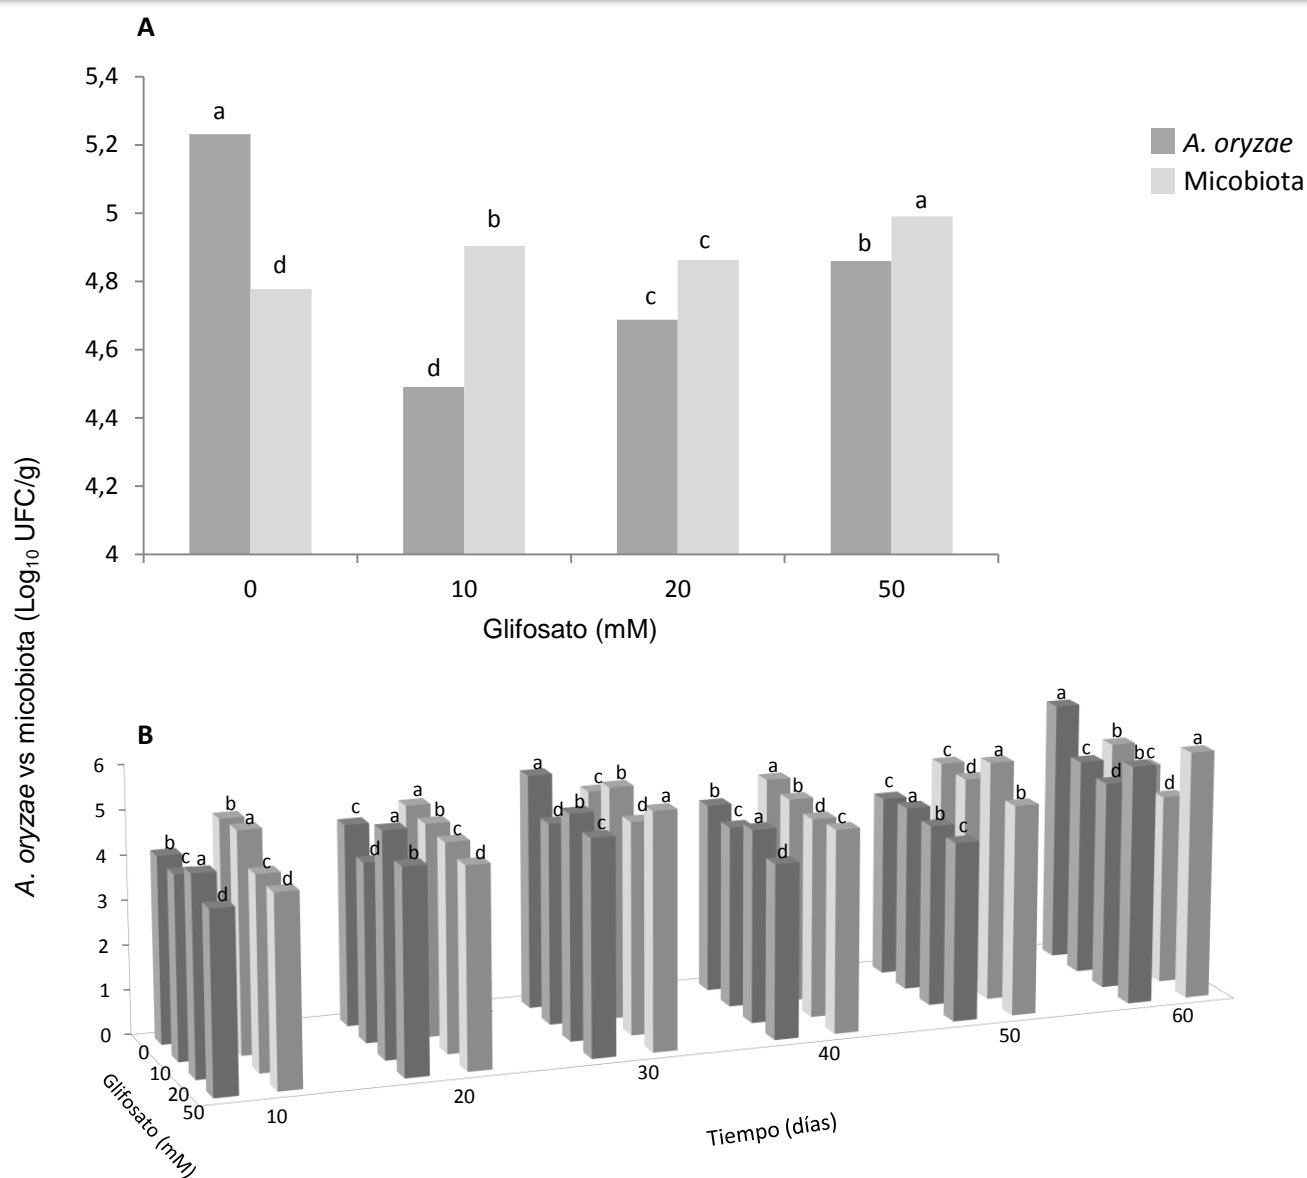 A
5,4
5,2
5
4,8
4,6
4,4
4,2
4
a
d
d
b
c
c
b
a
0
10
20
50
Glifosato (mM)
A. oryzae
Micobiota
A. oryzae vs micobiota (Log10 UFC/g)
B
6
5
4
3
2
1
0
b
c
a
d
b
a
c
d
c
d
a
b
a
b
c
d
a
d
b
c
c
b
d
a
b
c
a
d
a
b
d
c
c
a
b
c
c
d
a
b
a
c
d
b
b
c
d
a
0
10
20
50
Glifosato (mM)
10
20
30
40
50
60
Tiempo (días)